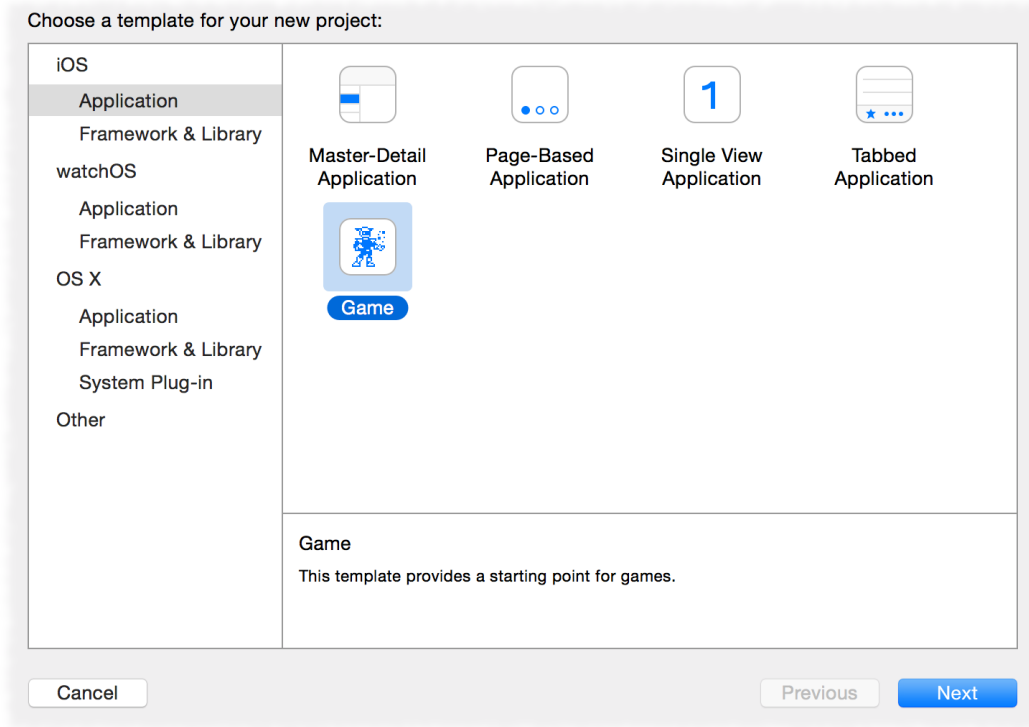 Choose a template for your new project:
iOS
Application
Framework & Library
watchOS
Application
Framework & Library
OS X
Application
Framework & Library
System Plug-in
Other
Master-Detail
Application
Page-Based
Application
1
Single View
Application
Tabbed
Application
Game
Game
This template provides a starting point for games.
Cancel
Previous
Next